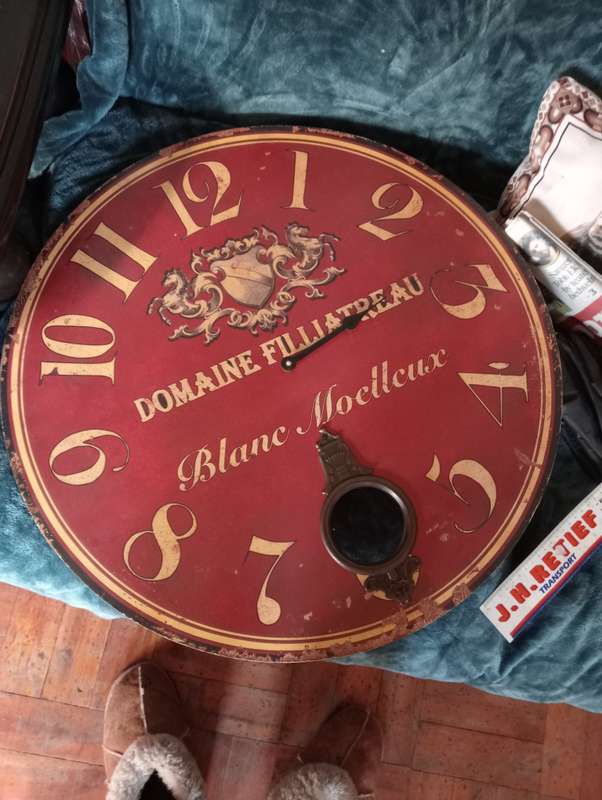 12
1
2
3
4
5
7
8
9
10
11
DOMAINE FILLIATREAU
Blanc Moelleux
J.H. RETIEF
TRANSPORT